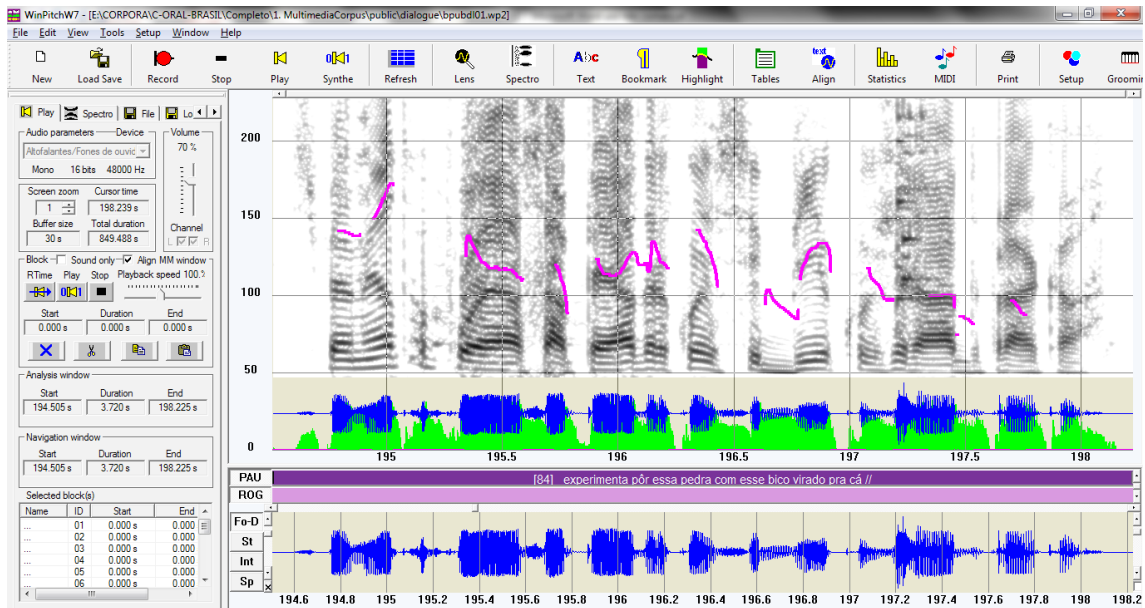 WinPitchW7 - [E:\CORPORA\C-ORAL-BRASIL\Completo\1. MultimediaCorpus\public\dialogue\bpubdl01.wp2]
File Edit View Tools Setup Window Help
New Load Save Record Stop Play Synthe Refresh Lens Spectro Text Bookmark Highlight Tables Align Statistics MIDI Print Setup Groomin
Play Spectro File Lo
Audio parameters Device Volume
Altofalantes/Fones de ouvic 70 %
Mono 16 bits 48000 Hz
Screen zoom Cursor time
1 198.239 s
Buffer size Total duration Channel
30 s 849.488 s L R
Block Sound only Align MM window
RTime Play Stop Playback speed 100.%
Start Duration End
0.000 s 0.000 s 0.000 s
Analysis window
Start Duration End
194.505 s 3.720 s 198.225 s
Navigation window
Start Duration End
194.505 s 3.720 s 198.225 s
Selected block(s)
Name ID Start End
... 01 0.000 s 0.000
... 02 0.000 s 0.000
... 03 0.000 s 0.000
... 04 0.000 s 0.000
... 05 0.000 s 0.000
... 06 0.000 s 0.000
200
150
100
50
0
195 195.5 196 196.5 197 197.5 198
PAU [84] experimenta pôr essa pedra com esse bico virado pra cá //
ROG
Fo-D
St
Int
Sp
194.6 194.8 195 195.2 195.4 195.6 195.8 196 196.2 196.4 196.6 196.8 197 197.2 197.4 197.6 197.8 198 198.2